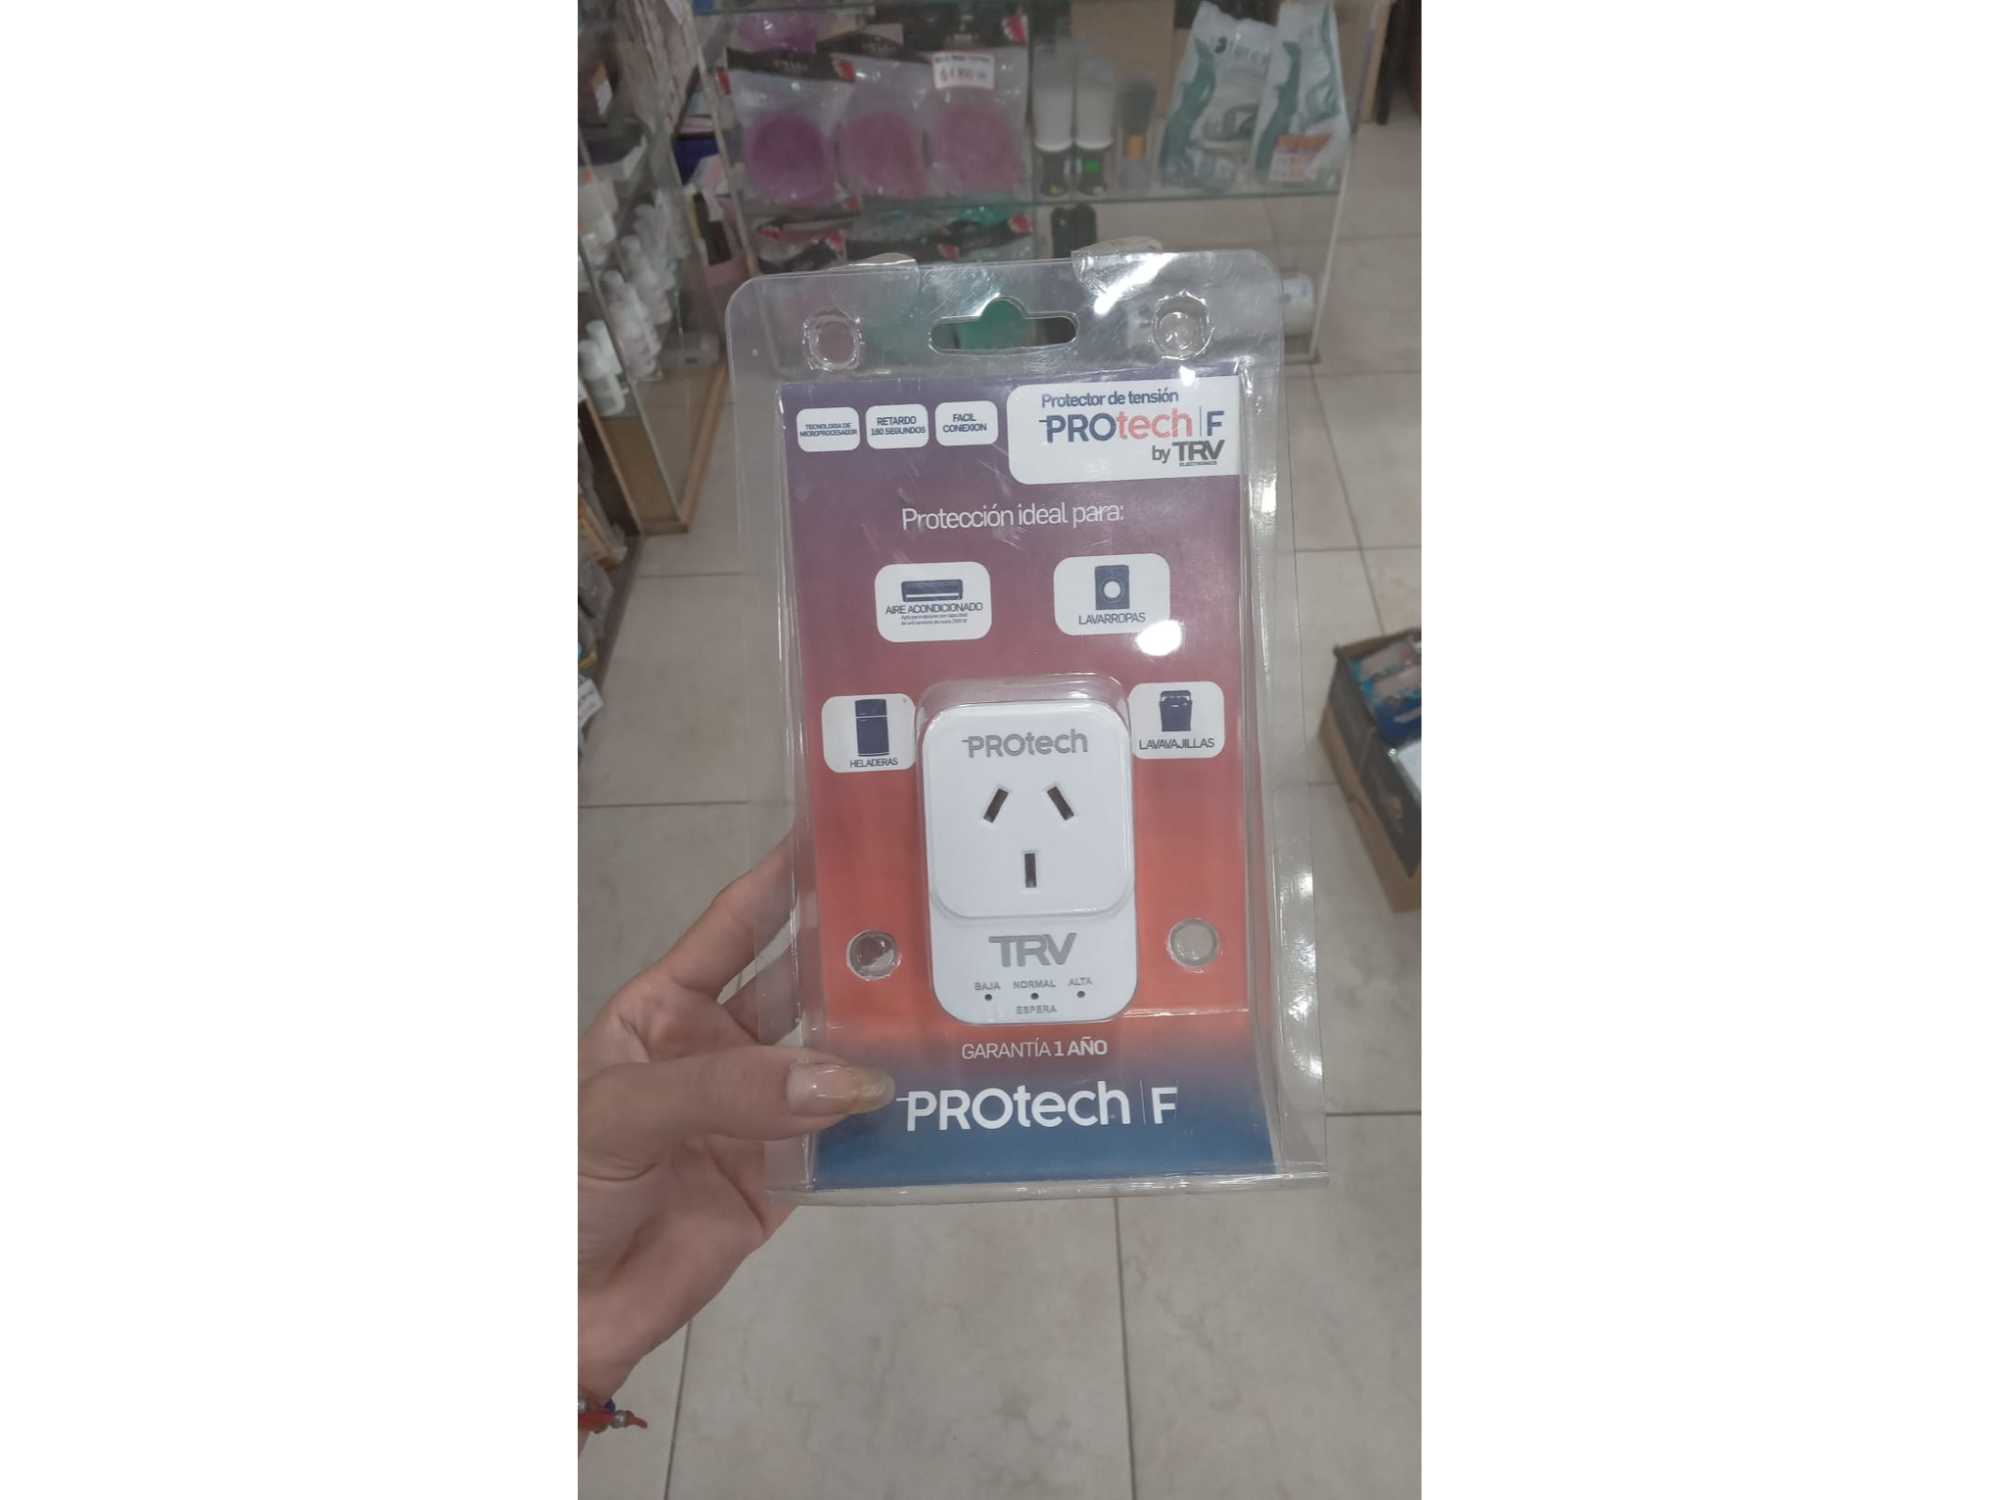 Protector de tensión
PROtech F
by TRV
ELECTRONICS
TECNOLOGIA DE
MICROPROCESADOR
RETARDO
180 SEGUNDOS
FACIL
CONEXION
Protección ideal para:
AIRE ACONDICIONADO
LAVARROPAS
HELADERAS
LAVAVAJILLAS
PROtech
TRV
BAJA NORMAL ALTA
ESPERA
GARANTÍA 1 AÑO
PROtech F